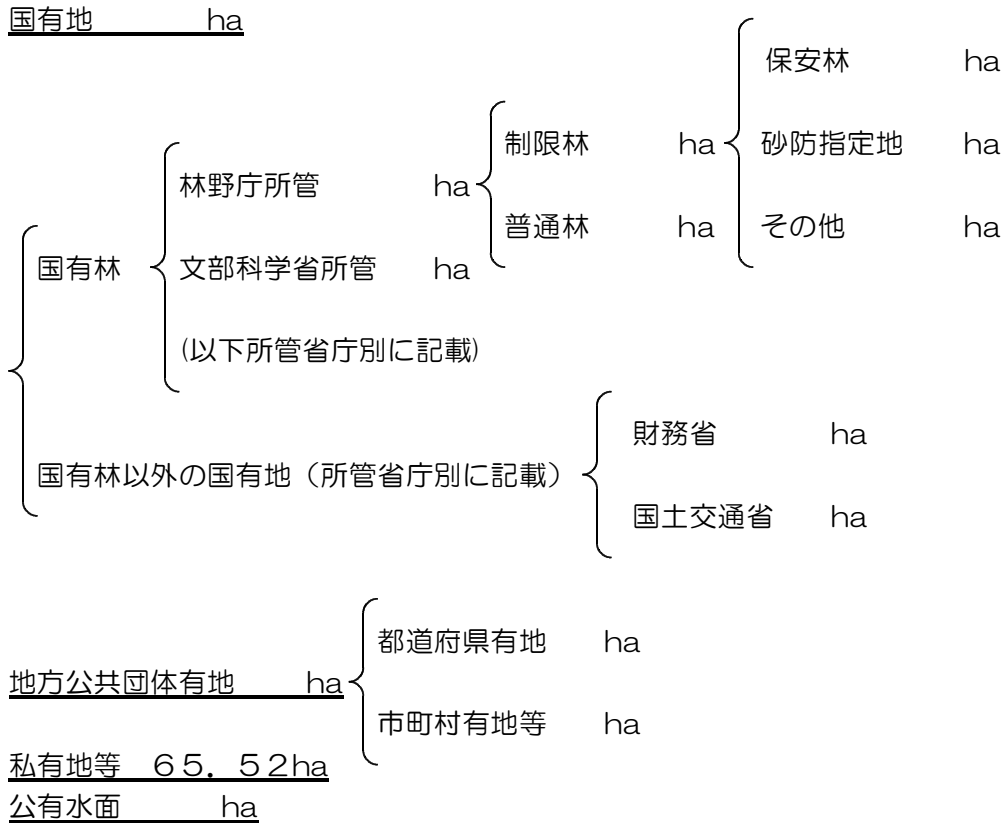 国有地 ha
保安林 ha
制限林 ha
砂防指定地 ha
林野庁所管 ha
普通林 ha
その他 ha
国有林
文部科学省所管 ha
(以下所管省庁別に記載)
財務省 ha
国有林以外の国有地（所管省庁別に記載）
国土交通省 ha
都道府県有地 ha
地方公共団体有地 ha
市町村有地等 ha
私有地等 ６５．５２ha
公有水面 ha